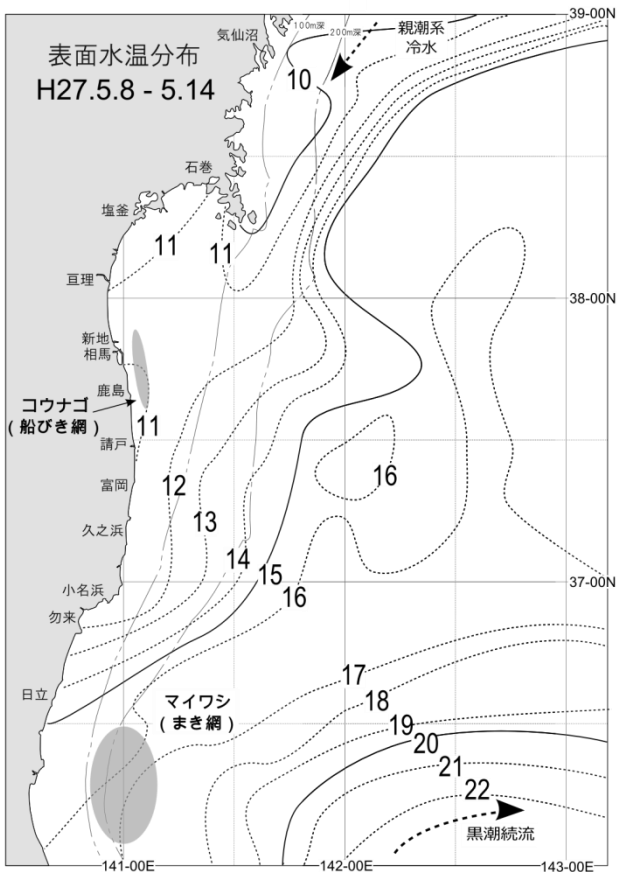 39-00N
100m深
200m深
気仙沼
親潮系
冷水
表面水温分布
H27.5.8 - 5.14
10
石巻
塩釜
11
11
亘理
38-00N
新地
相馬
鹿島
コウナゴ
(船びき網)
11
請戸
16
富岡
12
13
久之浜
14
15
37-00N
小名浜
16
勿来
17
日立
マイワシ
(まき網)
18
19
20
21
22
黒潮続流
141-00E
142-00E
143-00E